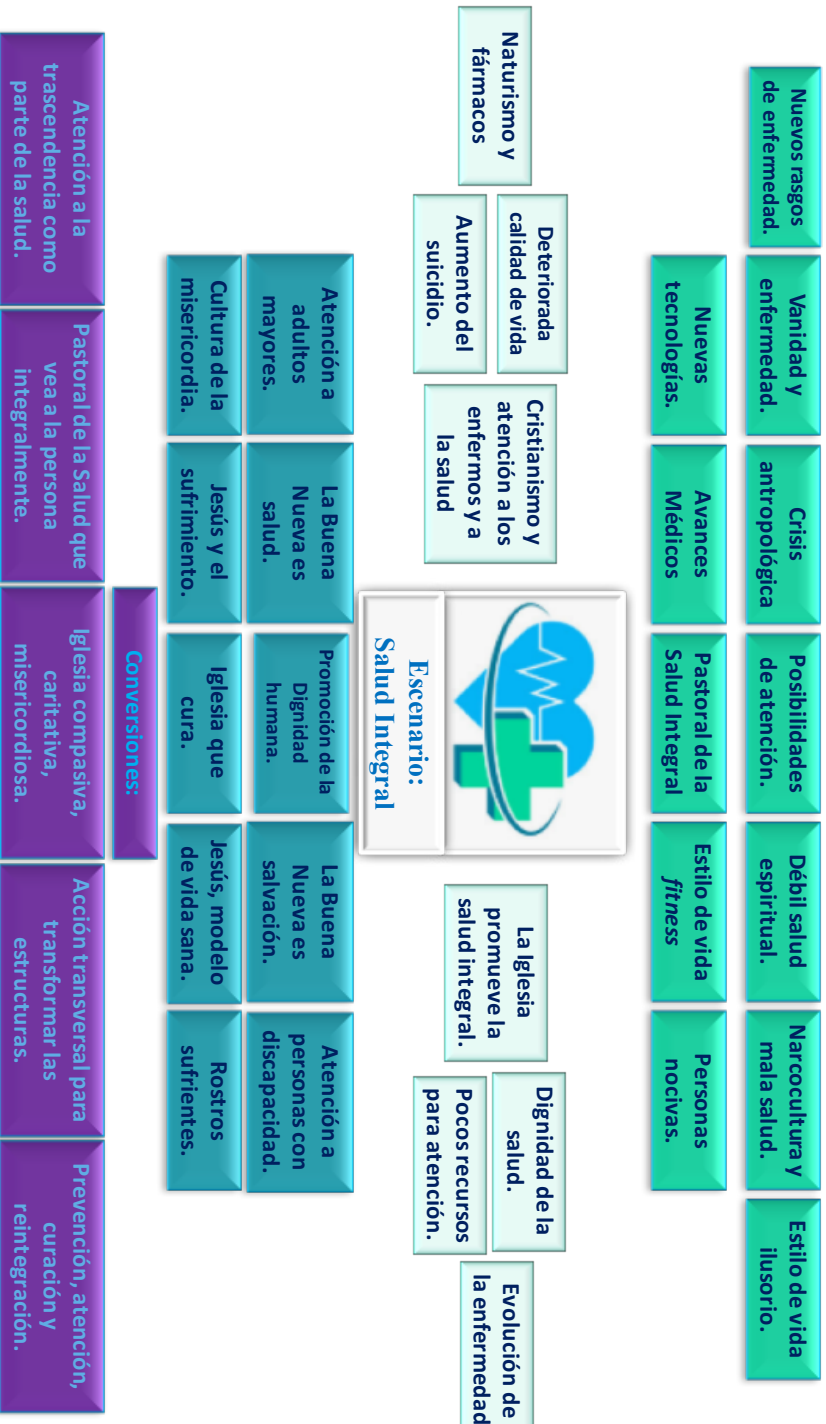 Nuevos rasgos
de enfermedad.
Vanidad y
enfermedad.
Crisis
antropológica
Posibilidades
de atención.
Débil salud
espiritual.
Narcocultura y
mala salud.
Estilo de vida
ilusorio.
Nuevas
tecnologías.
Avances
Médicos
Pastoral de la
Salud Integral
Estilo de vida
fitness
Personas
nocivas.
Naturismo y
fármacos
Deteriorada
calidad de vida
Aumento del
suicidio.
Cristianismo y
atención a los
enfermos y a
la salud
Escenario:
Salud Integral
La Iglesia
promueve la
salud integral.
Dignidad de la
salud.
Pocos recursos
para atención.
Evolución de
la enfermedad
Atención a
adultos
mayores.
La Buena
Nueva es
salud.
Promoción de la
Dignidad
humana.
La Buena
Nueva es
salvación.
Atención a
personas con
discapacidad.
Cultura de la
misericordia.
Jesús y el
sufrimiento.
Iglesia que
cura.
Jesús, modelo
de vida sana.
Rostros
sufrientes.
Conversiones:
Atención a la
trascendencia como
parte de la salud.
Pastoral de la Salud que
vea a la persona
integralmente.
Iglesia compasiva,
caritativa,
misericordiosa.
Acción transversal para
transformar las
estructuras.
Prevención, atención,
curación y
reintegración.